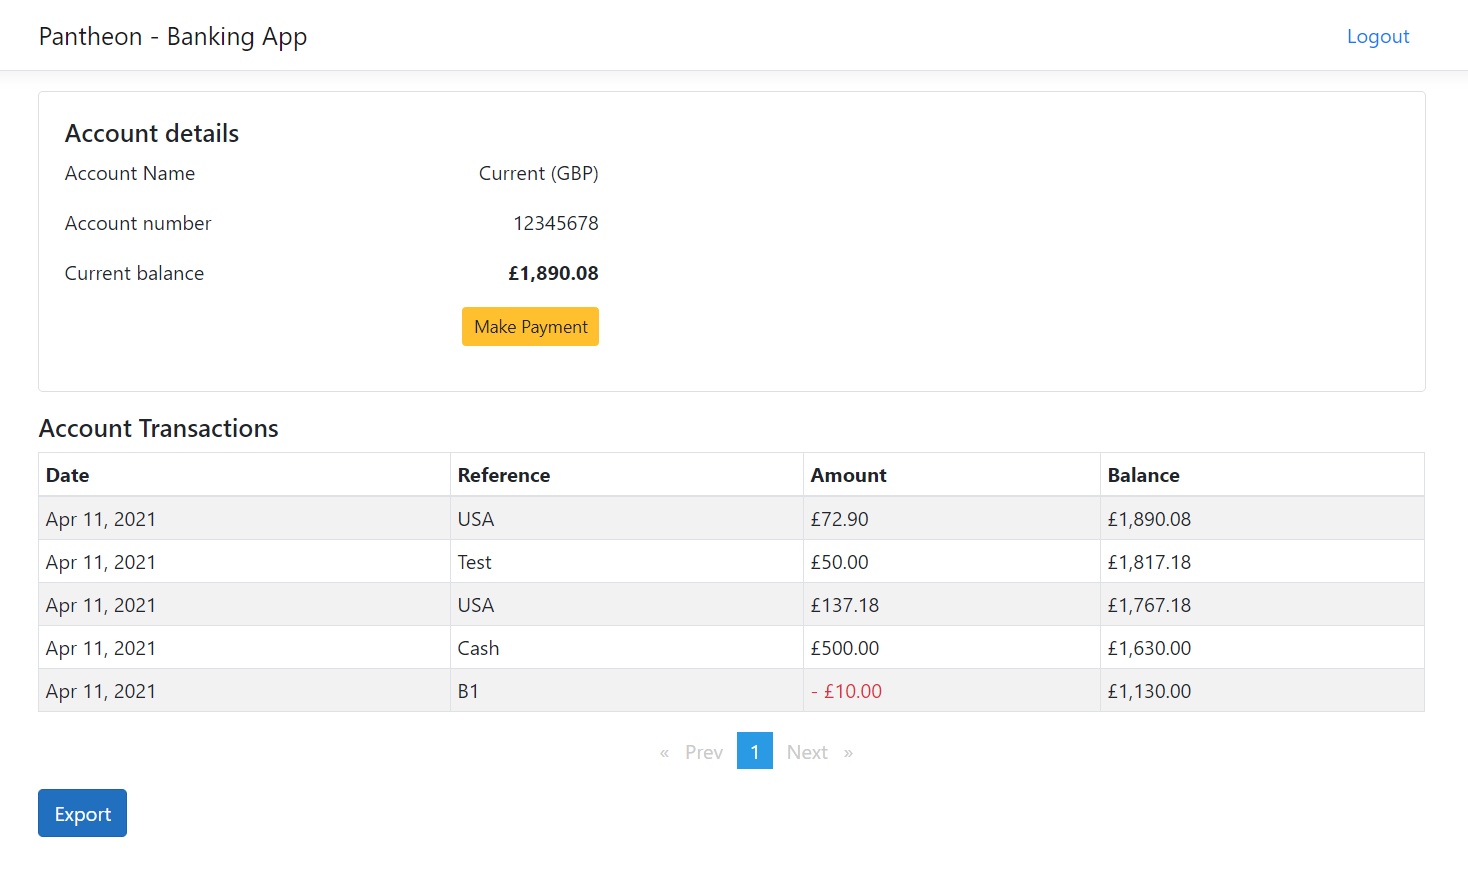 Pantheon - Banking App Logout
Account details
Account Name Current (GBP)
Account number 12345678
Current balance £1,890.08
Make Payment
Account Transactions
Date Reference Amount Balance
Apr 11, 2021 USA £72.90 £1,890.08
Apr 11, 2021 Test £50.00 £1,817.18
Apr 11, 2021 USA £137.18 £1,767.18
Apr 11, 2021 Cash £500.00 £1,630.00
Apr 11, 2021 B1 - £10.00 £1,130.00
« Prev 1 Next »
Export